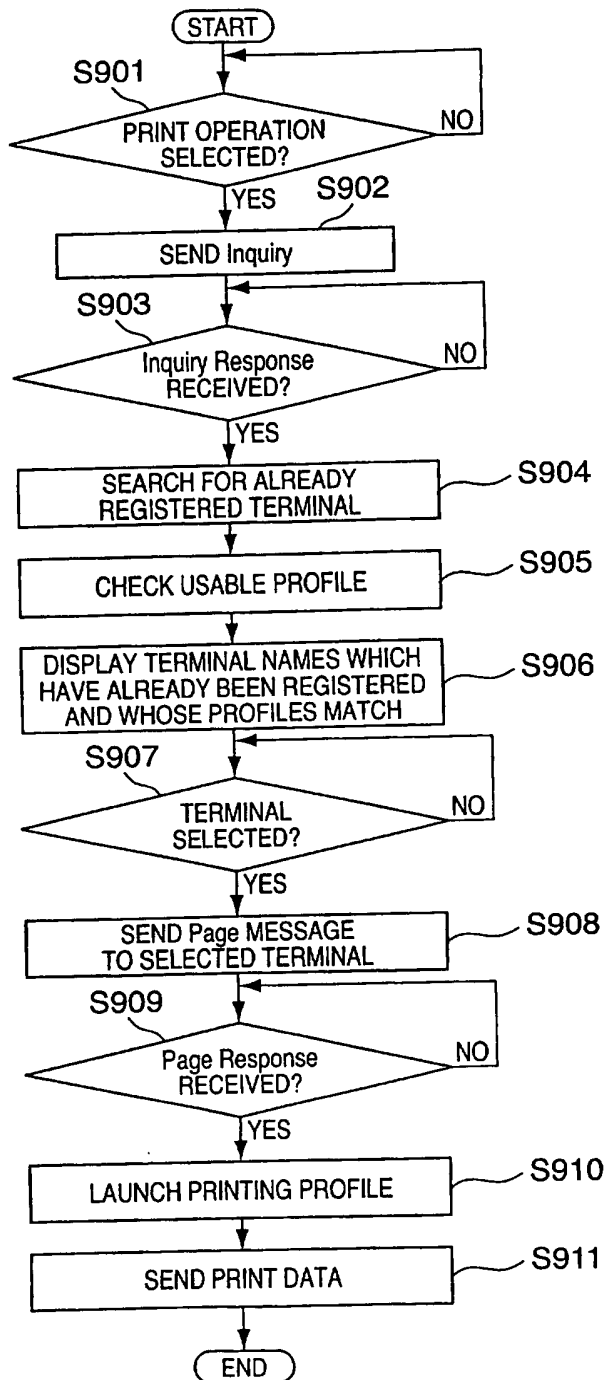 START
S901
PRINT OPERATION
SELECTED?
NO
YES
S902
SEND Inquiry
S903
Inquiry Response
RECEIVED?
NO
YES
SEARCH FOR ALREADY
REGISTERED TERMINAL
S904
CHECK USABLE PROFILE
S905
DISPLAY TERMINAL NAMES WHICH
HAVE ALREADY BEEN REGISTERED
AND WHOSE PROFILES MATCH
S906
S907
TERMINAL
SELECTED?
NO
YES
SEND Page MESSAGE
TO SELECTED TERMINAL
S908
S909
Page Response
RECEIVED?
NO
YES
LAUNCH PRINTING PROFILE
S910
SEND PRINT DATA
S911
END